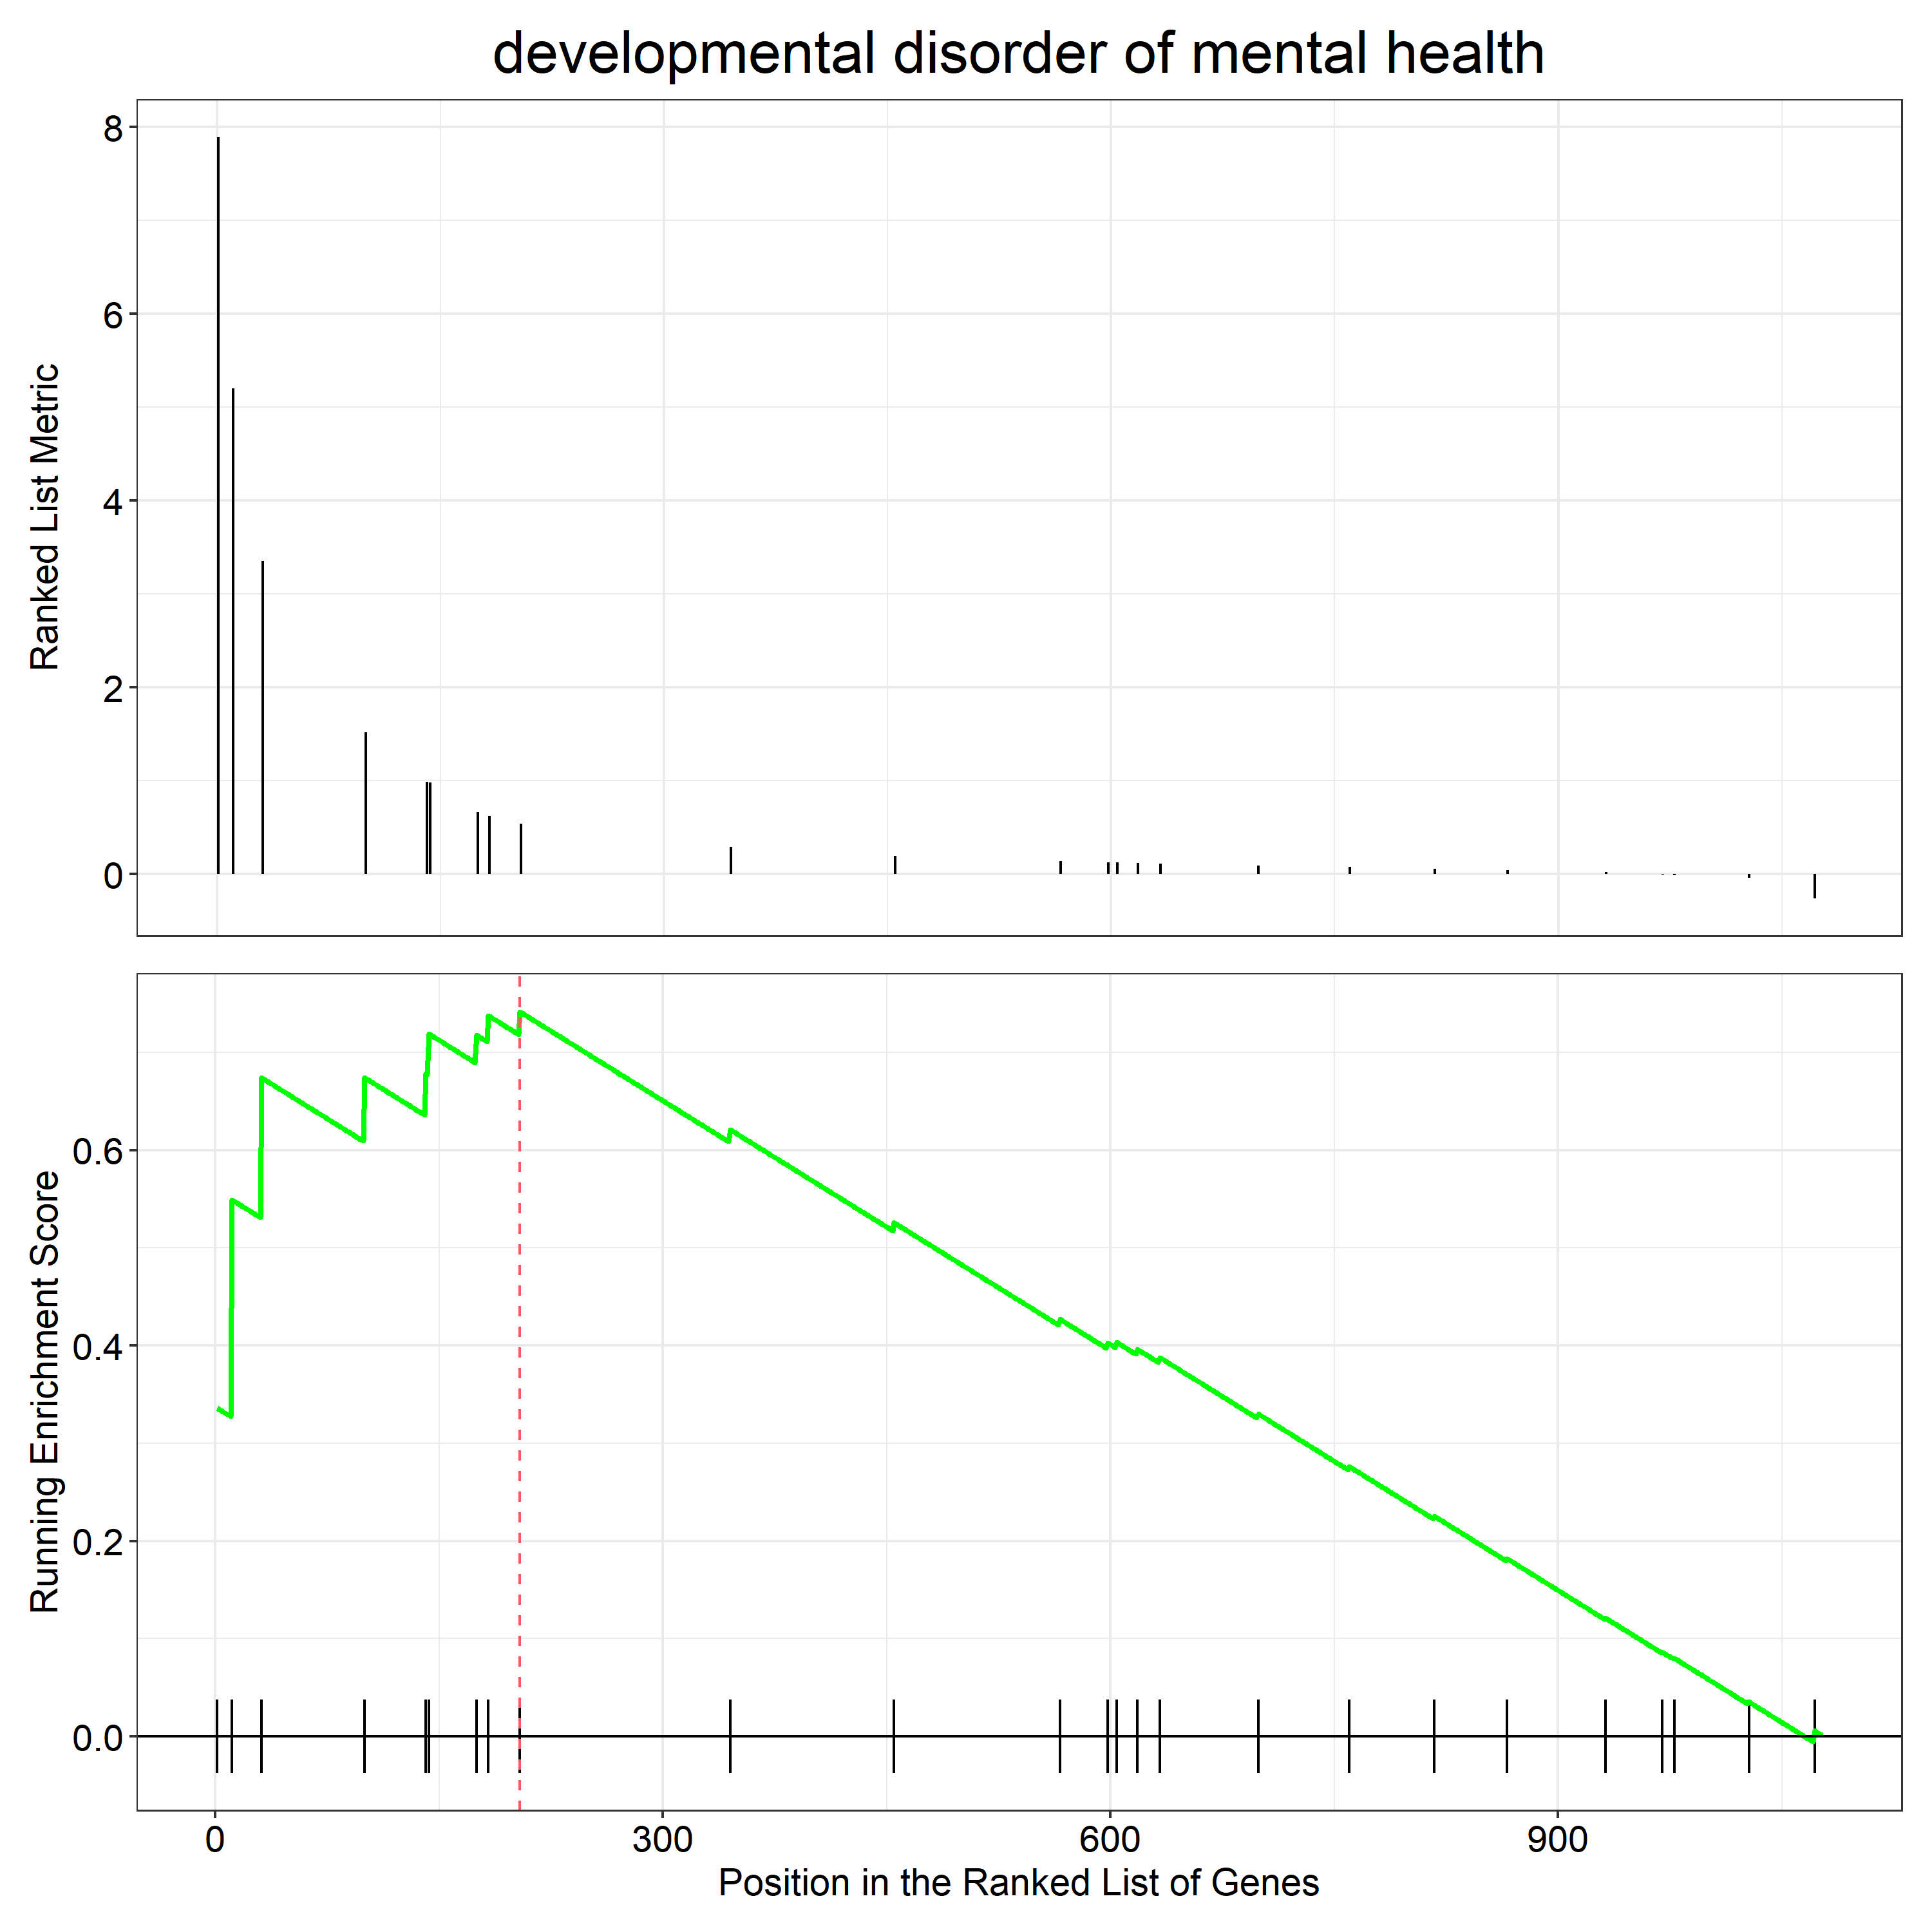 developmental disorder of mental health
Ranked List Metric
8
6
4
2
0
Running Enrichment Score
0.6
0.4
0.2
0.0
0 300 600 900
Position in the Ranked List of Genes